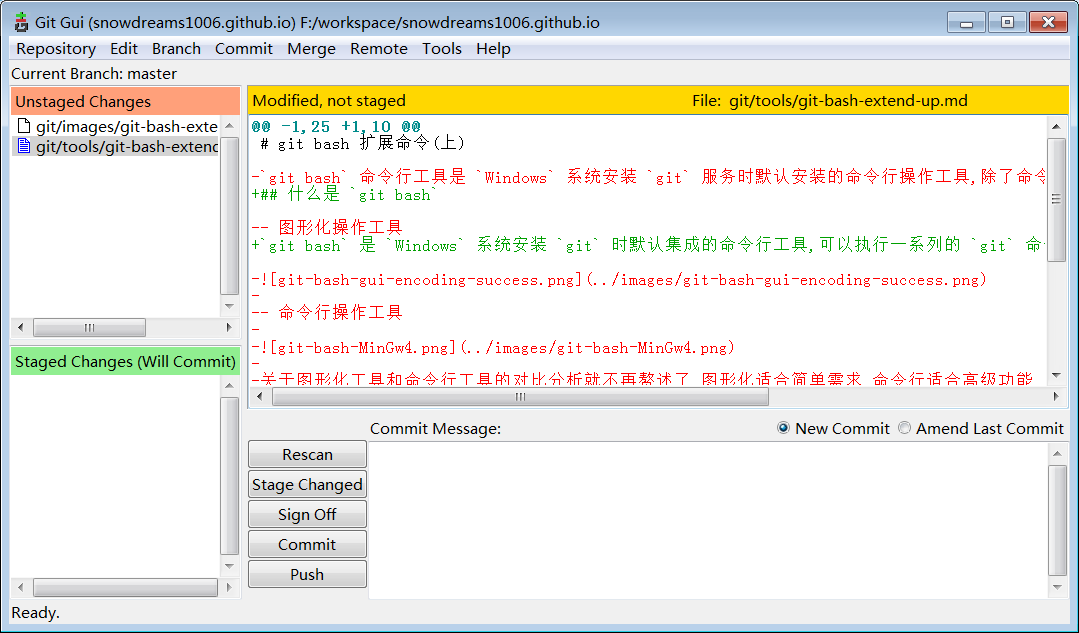 Git Gui (snowdreams1006.github.io) F:/workspace/snowdreams1006.github.io
Repository Edit Branch Commit Merge Remote Tools Help
Current Branch: master
Unstaged Changes
git/images/git-bash-exte
git/tools/git-bash-extend
Modified, not staged File: git/tools/git-bash-extend-up.md
@@ -1,25 +1,10 @@
# git bash 扩展命令(上)
-`git bash` 命令行工具是 `Windows` 系统安装 `git` 服务时默认安装的命令行操作工具,除了命令
+## 什么是 `git bash`
-- 图形化操作工具
+`git bash` 是 `Windows` 系统安装 `git` 时默认集成的命令行工具,可以执行一系列的 `git` 命
-![git-bash-gui-encoding-success.png](../images/git-bash-gui-encoding-success.png)
-
-- 命令行操作工具
-
-![git-bash-MinGw4.png](../images/git-bash-MinGw4.png)
-
-关于图形化工具和命令行工具的对比分析就不再整述了 图形化适合简单需求 命令行适合高级功能
Staged Changes (Will Commit)
Commit Message: New Commit Amend Last Commit
Rescan
Stage Changed
Sign Off
Commit
Push
Ready.